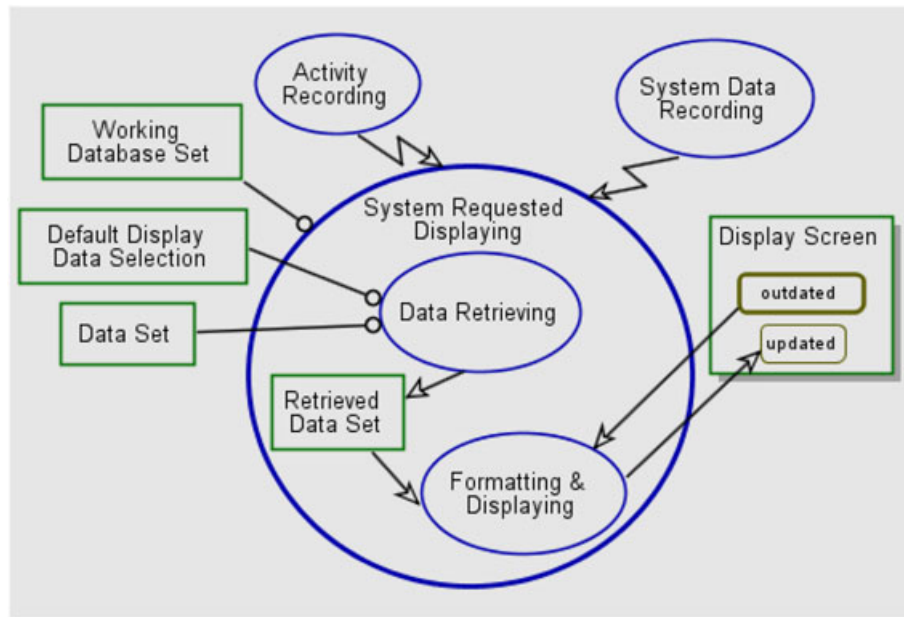 Activity
Recording
System Data
Recording
Working
Database Set
System Requested
Displaying
Default Display
Data Selection
Display Screen
outdated
Data Retrieving
Data Set
updated
Retrieved
Data Set
Formatting &
Displaying